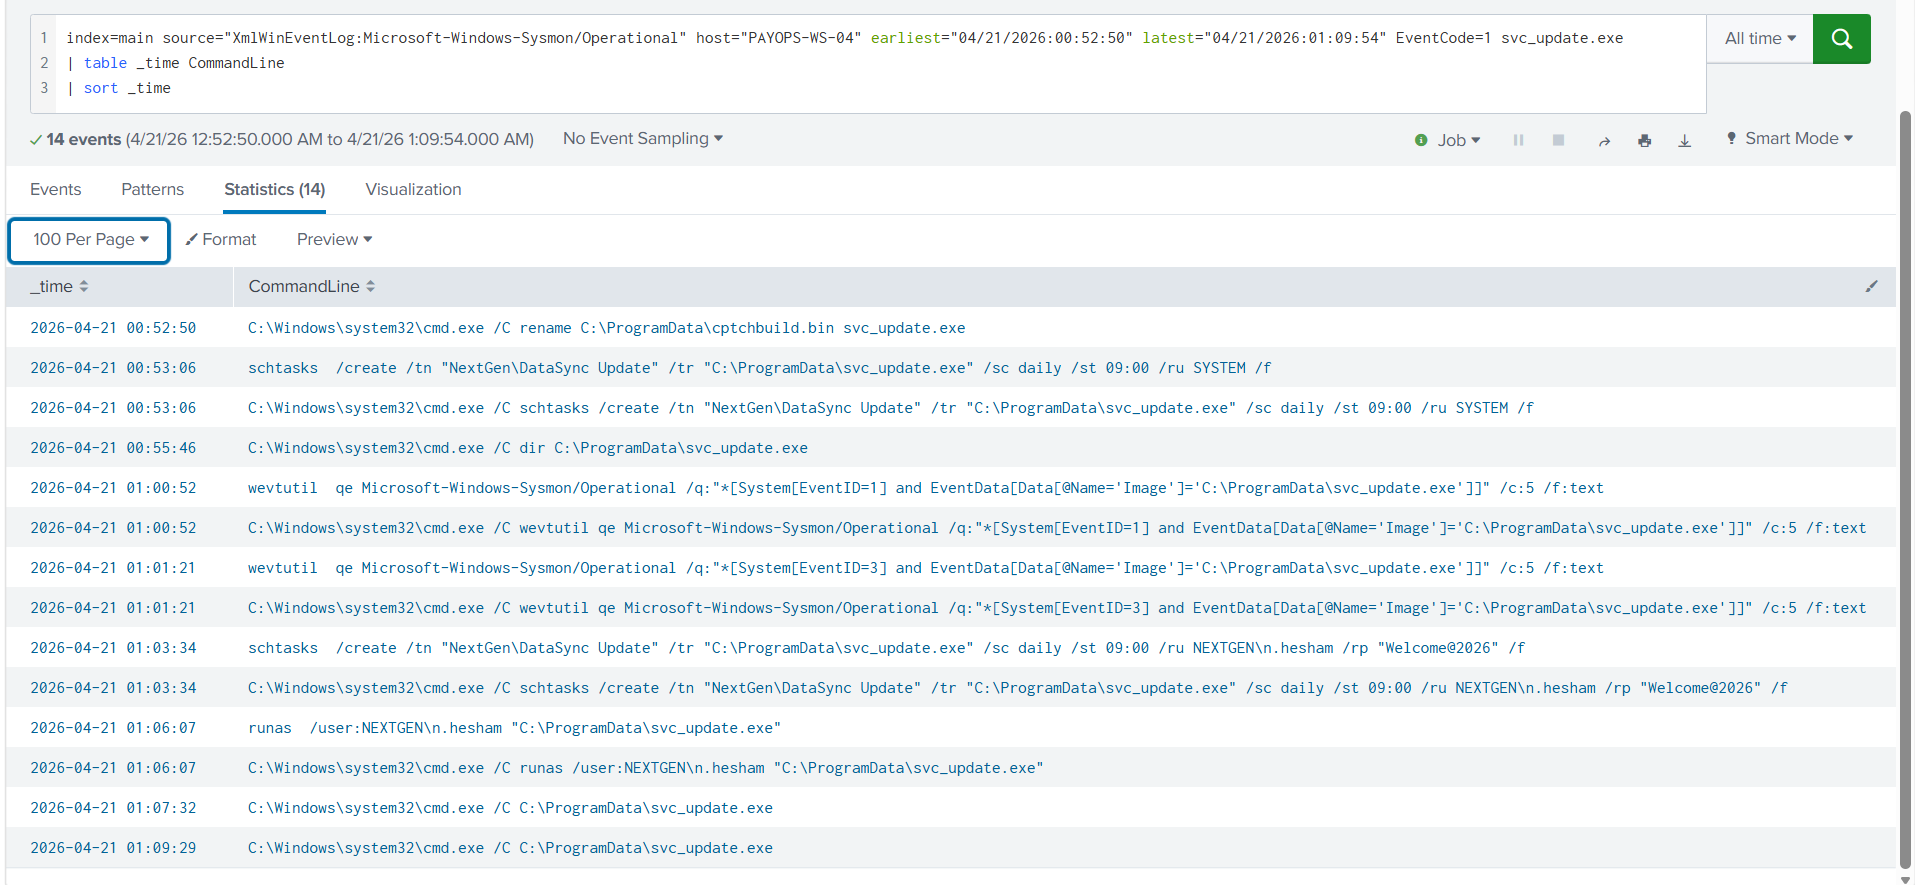 1 index=main source="XmlWinEventLog:Microsoft-Windows-Sysmon/Operational" host="PAYOPS-WS-04" earliest="04/21/2026:00:52:50" latest="04/21/2026:01:09:54" EventCode=1 svc_update.exe
All time
2 | table _time CommandLine
3 | sort _time
14 events (4/21/26 12:52:50.000 AM to 4/21/26 1:09:54.000 AM) No Event Sampling Job Smart Mode
Events Patterns Statistics (14) Visualization
100 Per Page Format Preview
_time CommandLine
2026-04-21 00:52:50 C:\Windows\system32\cmd.exe /C rename C:\ProgramData\cptchbuild.bin svc_update.exe
2026-04-21 00:53:06 schtasks  /create /tn "NextGen\DataSync Update" /tr "C:\ProgramData\svc_update.exe" /sc daily /st 09:00 /ru SYSTEM /f
2026-04-21 00:53:06 C:\Windows\system32\cmd.exe /C schtasks /create /tn "NextGen\DataSync Update" /tr "C:\ProgramData\svc_update.exe" /sc daily /st 09:00 /ru SYSTEM /f
2026-04-21 00:55:46 C:\Windows\system32\cmd.exe /C dir C:\ProgramData\svc_update.exe
2026-04-21 01:00:52 wevtutil  qe Microsoft-Windows-Sysmon/Operational /q:"*[System[EventID=1] and EventData[Data[@Name='Image']='C:\ProgramData\svc_update.exe']]" /c:5 /f:text
2026-04-21 01:00:52 C:\Windows\system32\cmd.exe /C wevtutil qe Microsoft-Windows-Sysmon/Operational /q:"*[System[EventID=1] and EventData[Data[@Name='Image']='C:\ProgramData\svc_update.exe']]" /c:5 /f:text
2026-04-21 01:01:21 wevtutil  qe Microsoft-Windows-Sysmon/Operational /q:"*[System[EventID=3] and EventData[Data[@Name='Image']='C:\ProgramData\svc_update.exe']]" /c:5 /f:text
2026-04-21 01:01:21 C:\Windows\system32\cmd.exe /C wevtutil qe Microsoft-Windows-Sysmon/Operational /q:"*[System[EventID=3] and EventData[Data[@Name='Image']='C:\ProgramData\svc_update.exe']]" /c:5 /f:text
2026-04-21 01:03:34 schtasks  /create /tn "NextGen\DataSync Update" /tr "C:\ProgramData\svc_update.exe" /sc daily /st 09:00 /ru NEXTGEN\n.hesham /rp "Welcome@2026" /f
2026-04-21 01:03:34 C:\Windows\system32\cmd.exe /C schtasks /create /tn "NextGen\DataSync Update" /tr "C:\ProgramData\svc_update.exe" /sc daily /st 09:00 /ru NEXTGEN\n.hesham /rp "Welcome@2026" /f
2026-04-21 01:06:07 runas  /user:NEXTGEN\n.hesham "C:\ProgramData\svc_update.exe"
2026-04-21 01:06:07 C:\Windows\system32\cmd.exe /C runas /user:NEXTGEN\n.hesham "C:\ProgramData\svc_update.exe"
2026-04-21 01:07:32 C:\Windows\system32\cmd.exe /C C:\ProgramData\svc_update.exe
2026-04-21 01:09:29 C:\Windows\system32\cmd.exe /C C:\ProgramData\svc_update.exe